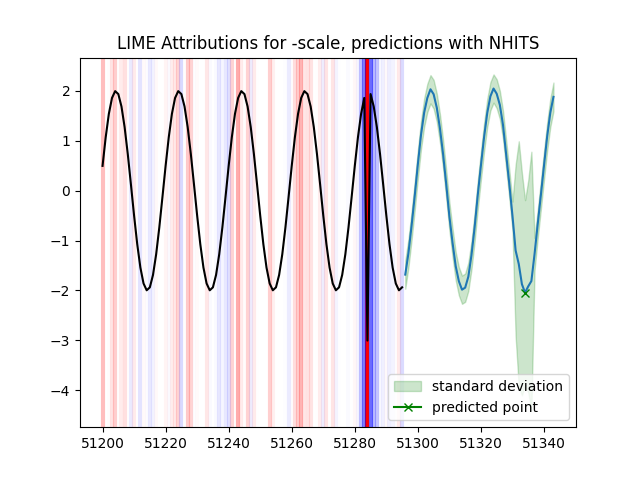 LIME Attributions for -scale, predictions with NHITS
2
1
0
−1
−2
−3
−4
standard deviation
predicted point
51200 51220 51240 51260 51280 51300 51320 51340